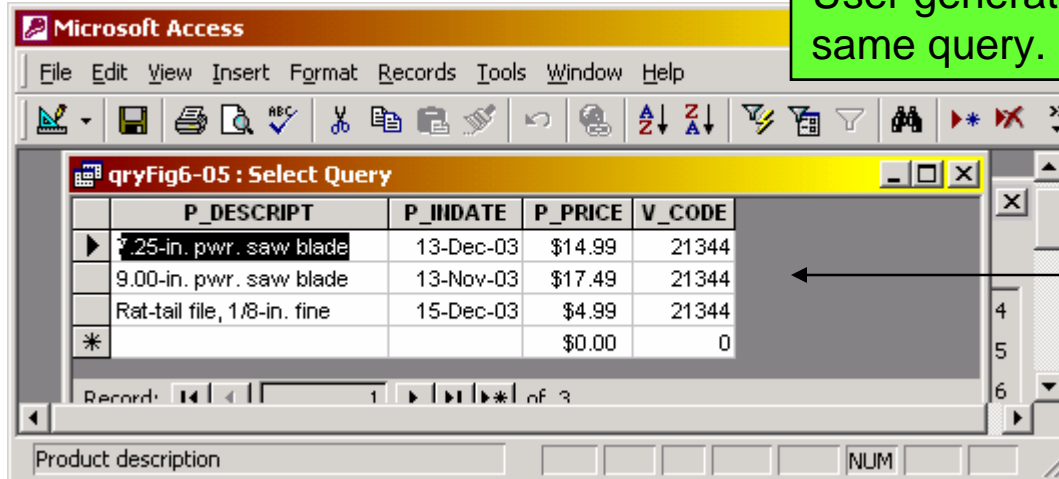 User generat
same query.
Microsoft Access
File Edit View Insert Format Records Tools Window Help
qryFig6-05 : Select Query
P_DESCRIPT P_INDATE P_PRICE V_CODE
7.25-in. pwr. saw blade 13-Dec-03 $14.99 21344
9.00-in. pwr. saw blade 13-Nov-03 $17.49 21344
Rat-tail file, 1/8-in. fine 15-Dec-03 $4.99 21344
$0.00 0
4
5
6
Record: 1 of 3
Product description NUM